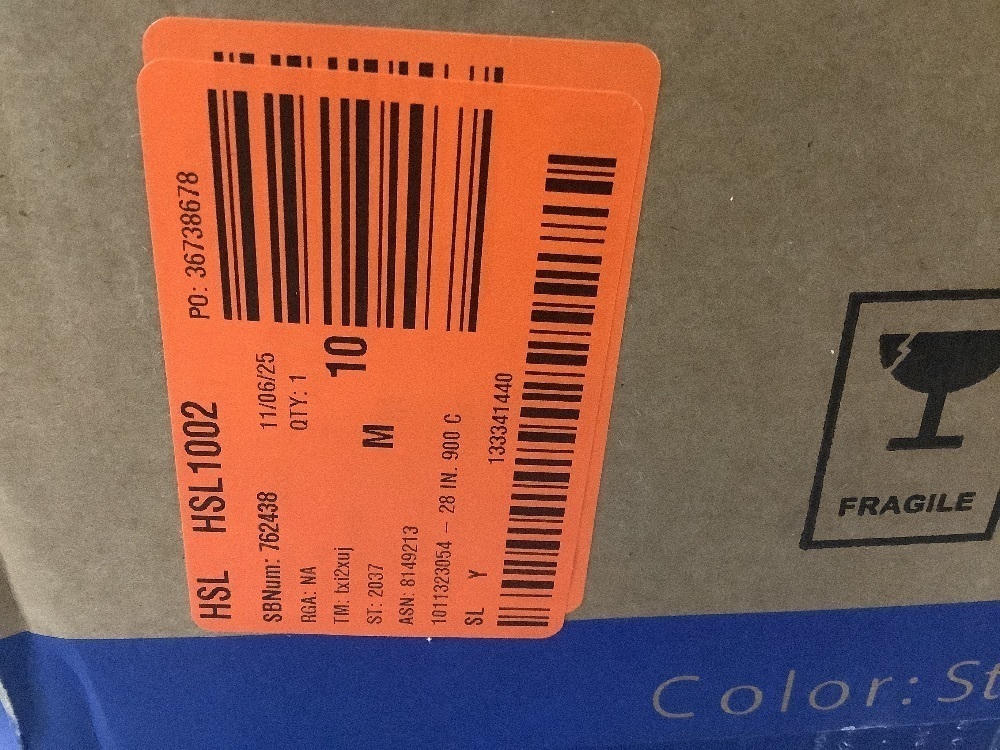 HSL HSL1002
PO: 36738678
SBNum: 762438
11/06/25
RGA: NA
QTY: 1
TM: txi2xuj
10
ST: 2037
M
ASN: 8149213
1011323054 - 28 IN. 900 C
SL Y
133341440
FRAGILE
Color: St